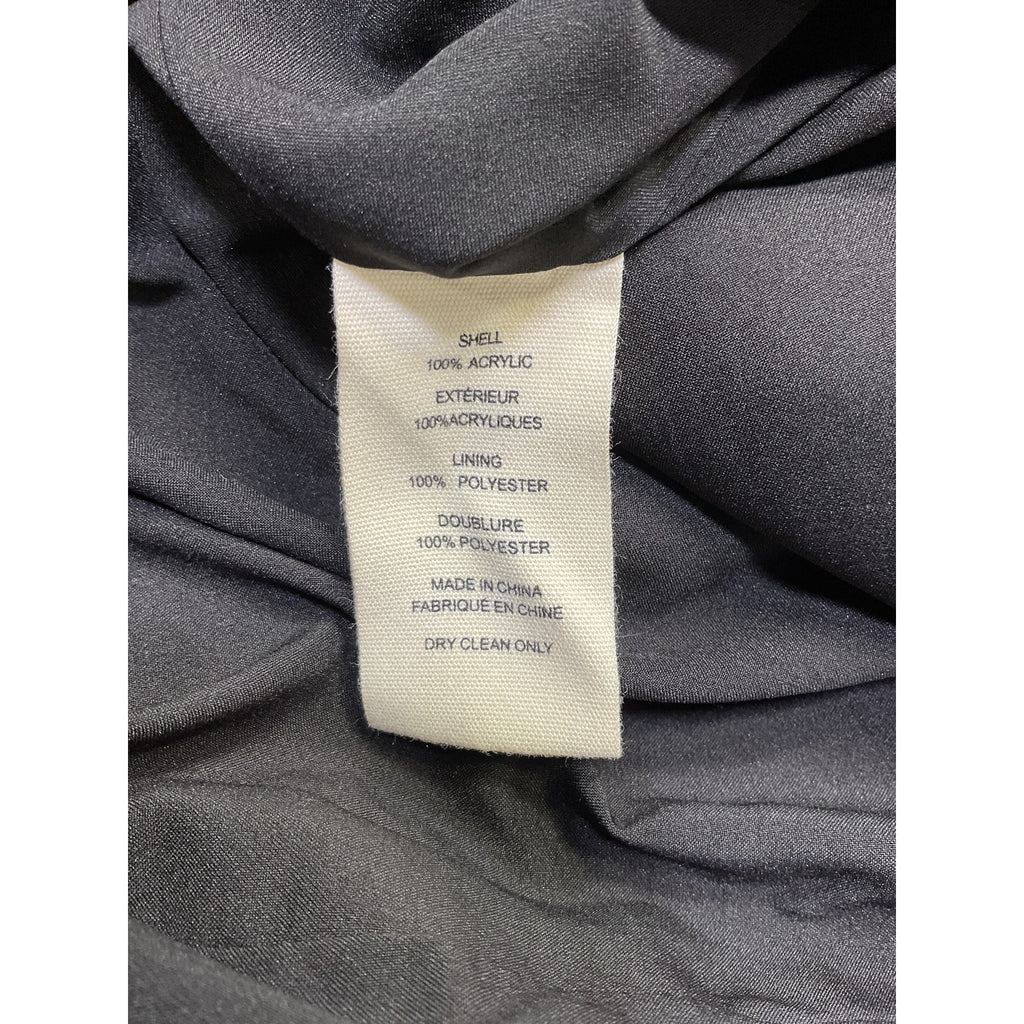 SHELL
100% ACRYLIC
EXTÉRIEUR
100%ACRYLIQUES
LINING
100% POLYESTER
DOUBLURE
100% POLYESTER
MADE IN CHINA
FABRIQUÉ EN CHINE
DRY CLEAN ONLY